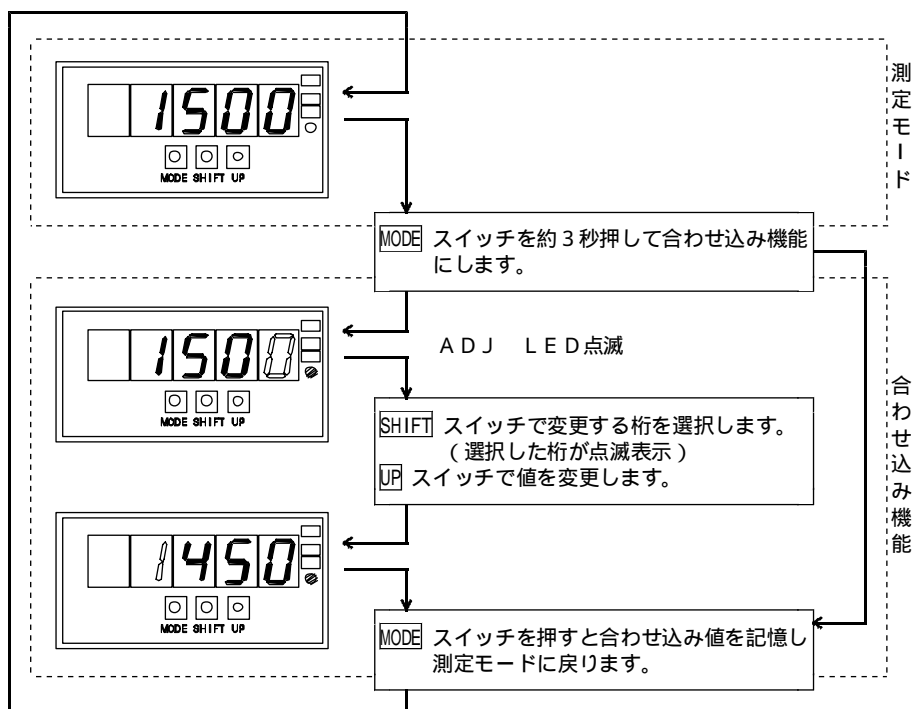 1500
MODE SHIFT UP
測定モード
MODE スイッチを約3秒押して合わせ込み機能
にします。
1500
MODE SHIFT UP
ADJ LED点滅
SHIFT スイッチで変更する桁を選択します。
(選択した桁が点滅表示)
UP スイッチで値を変更します。
合わせ込み機能
1450
MODE SHIFT UP
MODE スイッチを押すと合わせ込み値を記憶し
測定モードに戻ります。